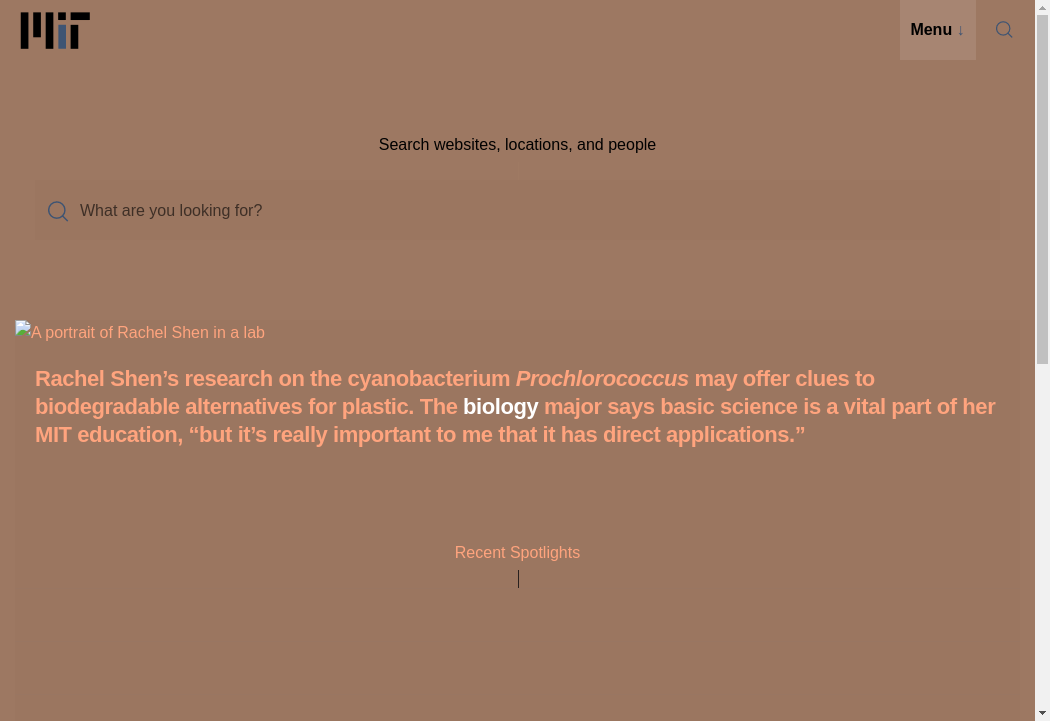 MIT
Menu ↓
Search websites, locations, and people
What are you looking for?
A portrait of Rachel Shen in a lab
Rachel Shen’s research on the cyanobacterium Prochlorococcus may offer clues to
biodegradable alternatives for plastic. The biology major says basic science is a vital part of her
MIT education, “but it’s really important to me that it has direct applications.”
Recent Spotlights